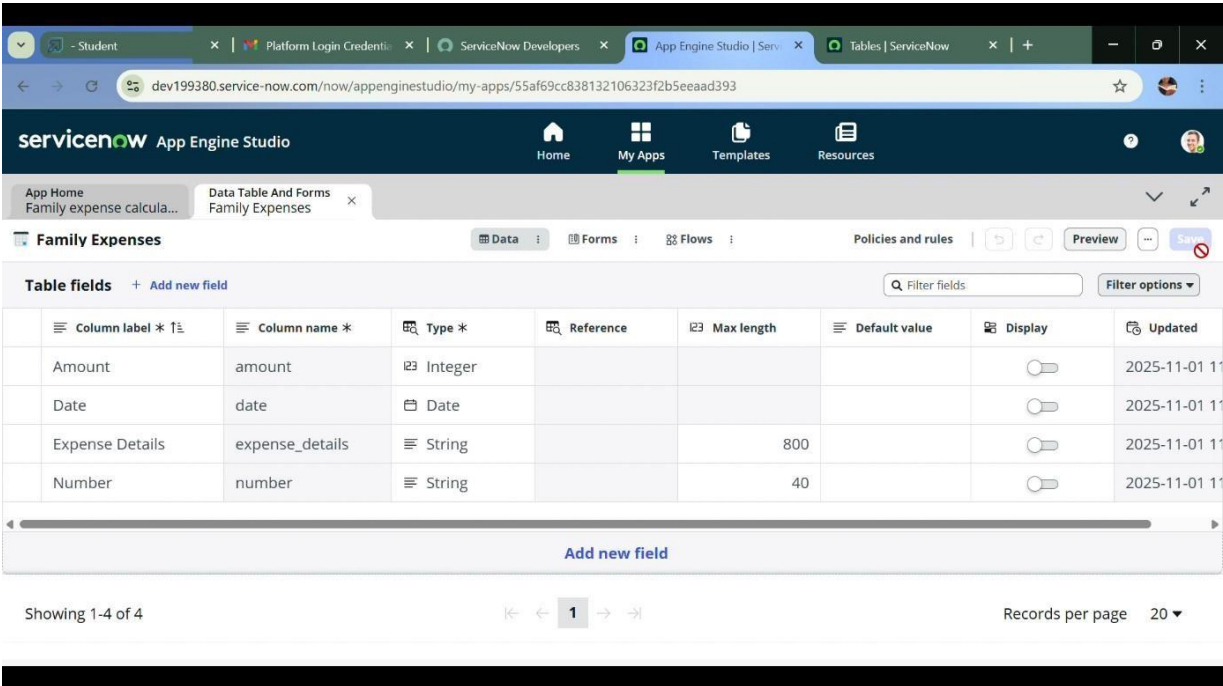 - Student
Platform Login Credentia
ServiceNow Developers
App Engine Studio | Serv
Tables | ServiceNow
dev199380.service-now.com/now/appenginestudio/my-apps/55af69cc838132106323f2b5eeaad393
servicenow App Engine Studio
Home
My Apps
Templates
Resources
App Home
Family expense calcula...
Data Table And Forms
Family Expenses
Family Expenses
Data
Forms
Flows
Policies and rules
Preview
Save
Table fields + Add new field
Filter fields
Filter options
Column label * Column name * Type * Reference Max length Default value Display Updated
Amount amount Integer 2025-11-01 11
Date date Date 2025-11-01 11
Expense Details expense_details String 800 2025-11-01 11
Number number String 40 2025-11-01 11
Add new field
Showing 1-4 of 4
1
Records per page 20